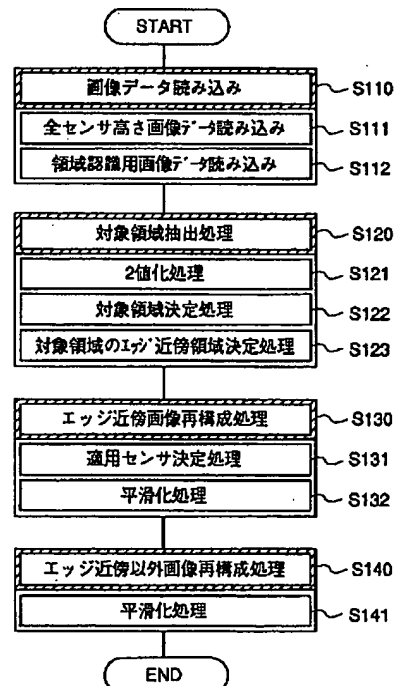 START
画像データ読み込み S110
全センサ高さ画像データ読み込み S111
領域認識用画像データ読み込み S112
対象領域抽出処理 S120
2値化処理 S121
対象領域決定処理 S122
対象領域のエッジ近傍領域決定処理 S123
エッジ近傍画像再構成処理 S130
適用センサ決定処理 S131
平滑化処理 S132
エッジ近傍以外画像再構成処理 S140
平滑化処理 S141
END